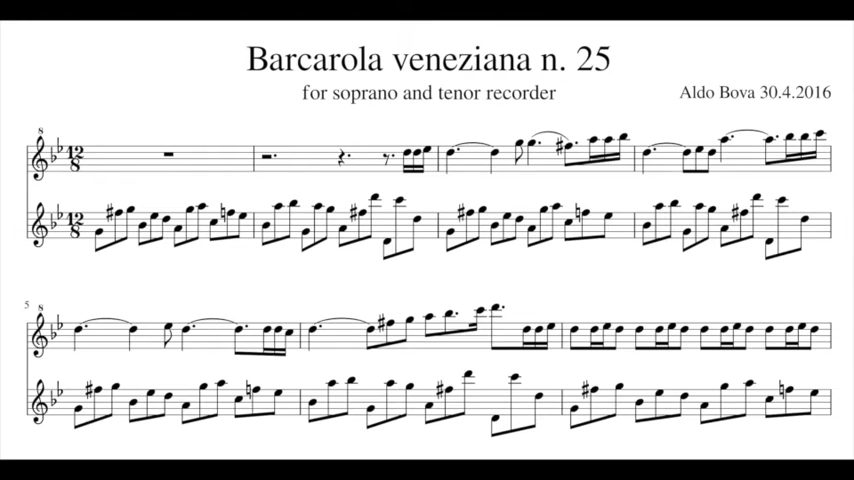 Barcarola veneziana n. 25
for soprano and tenor recorder
Aldo Bova 30.4.2016
8
12
8
12
8
8
5